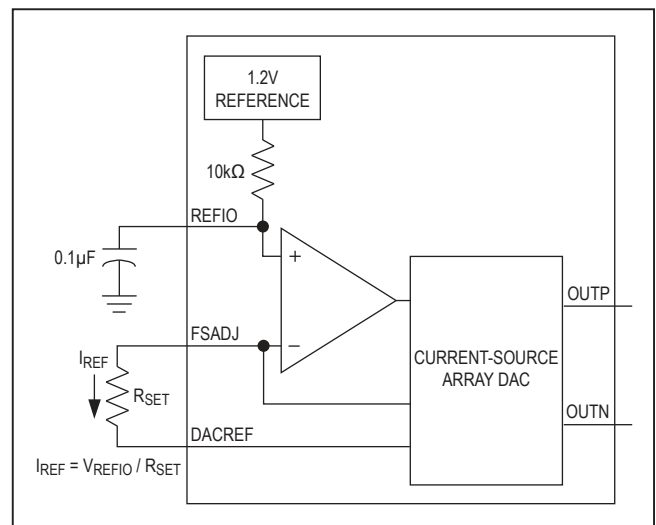 1.2V
REFERENCE
10kΩ
REFIO
+
0.1µF
OUTP
FSADJ
−
CURRENT-SOURCE
ARRAY DAC
IREF
RSET
OUTN
DACREF
IREF = VREFIO / RSET